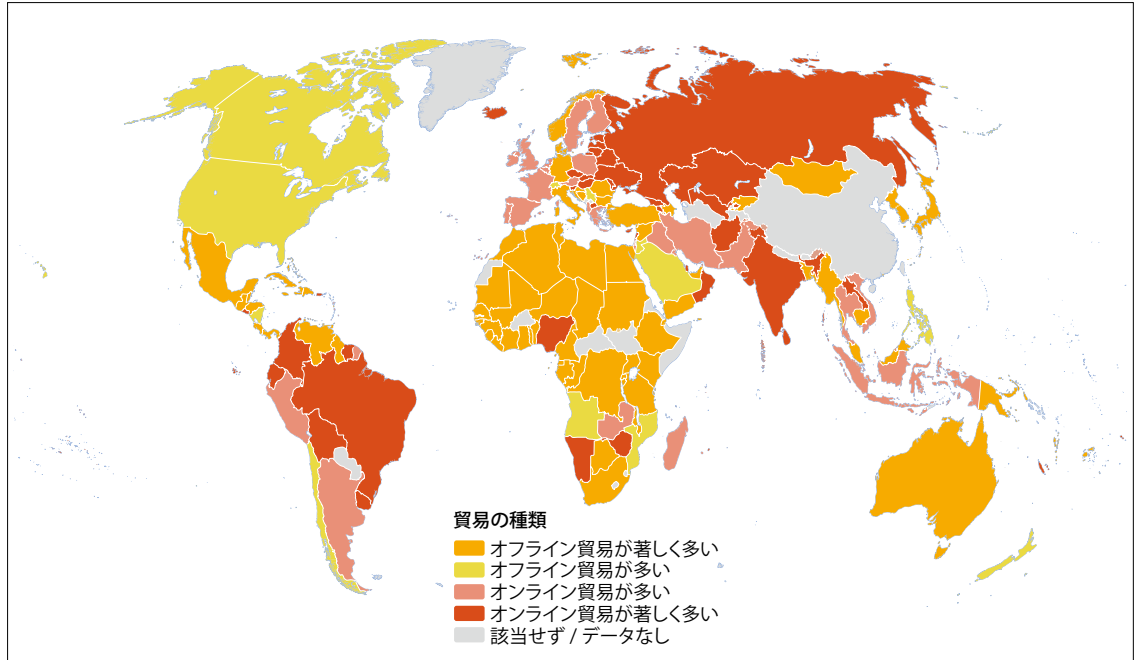 貿易の種類
オフライン貿易が著しく多い
オフライン貿易が多い
オンライン貿易が多い
オンライン貿易が著しく多い
該当せず / データなし